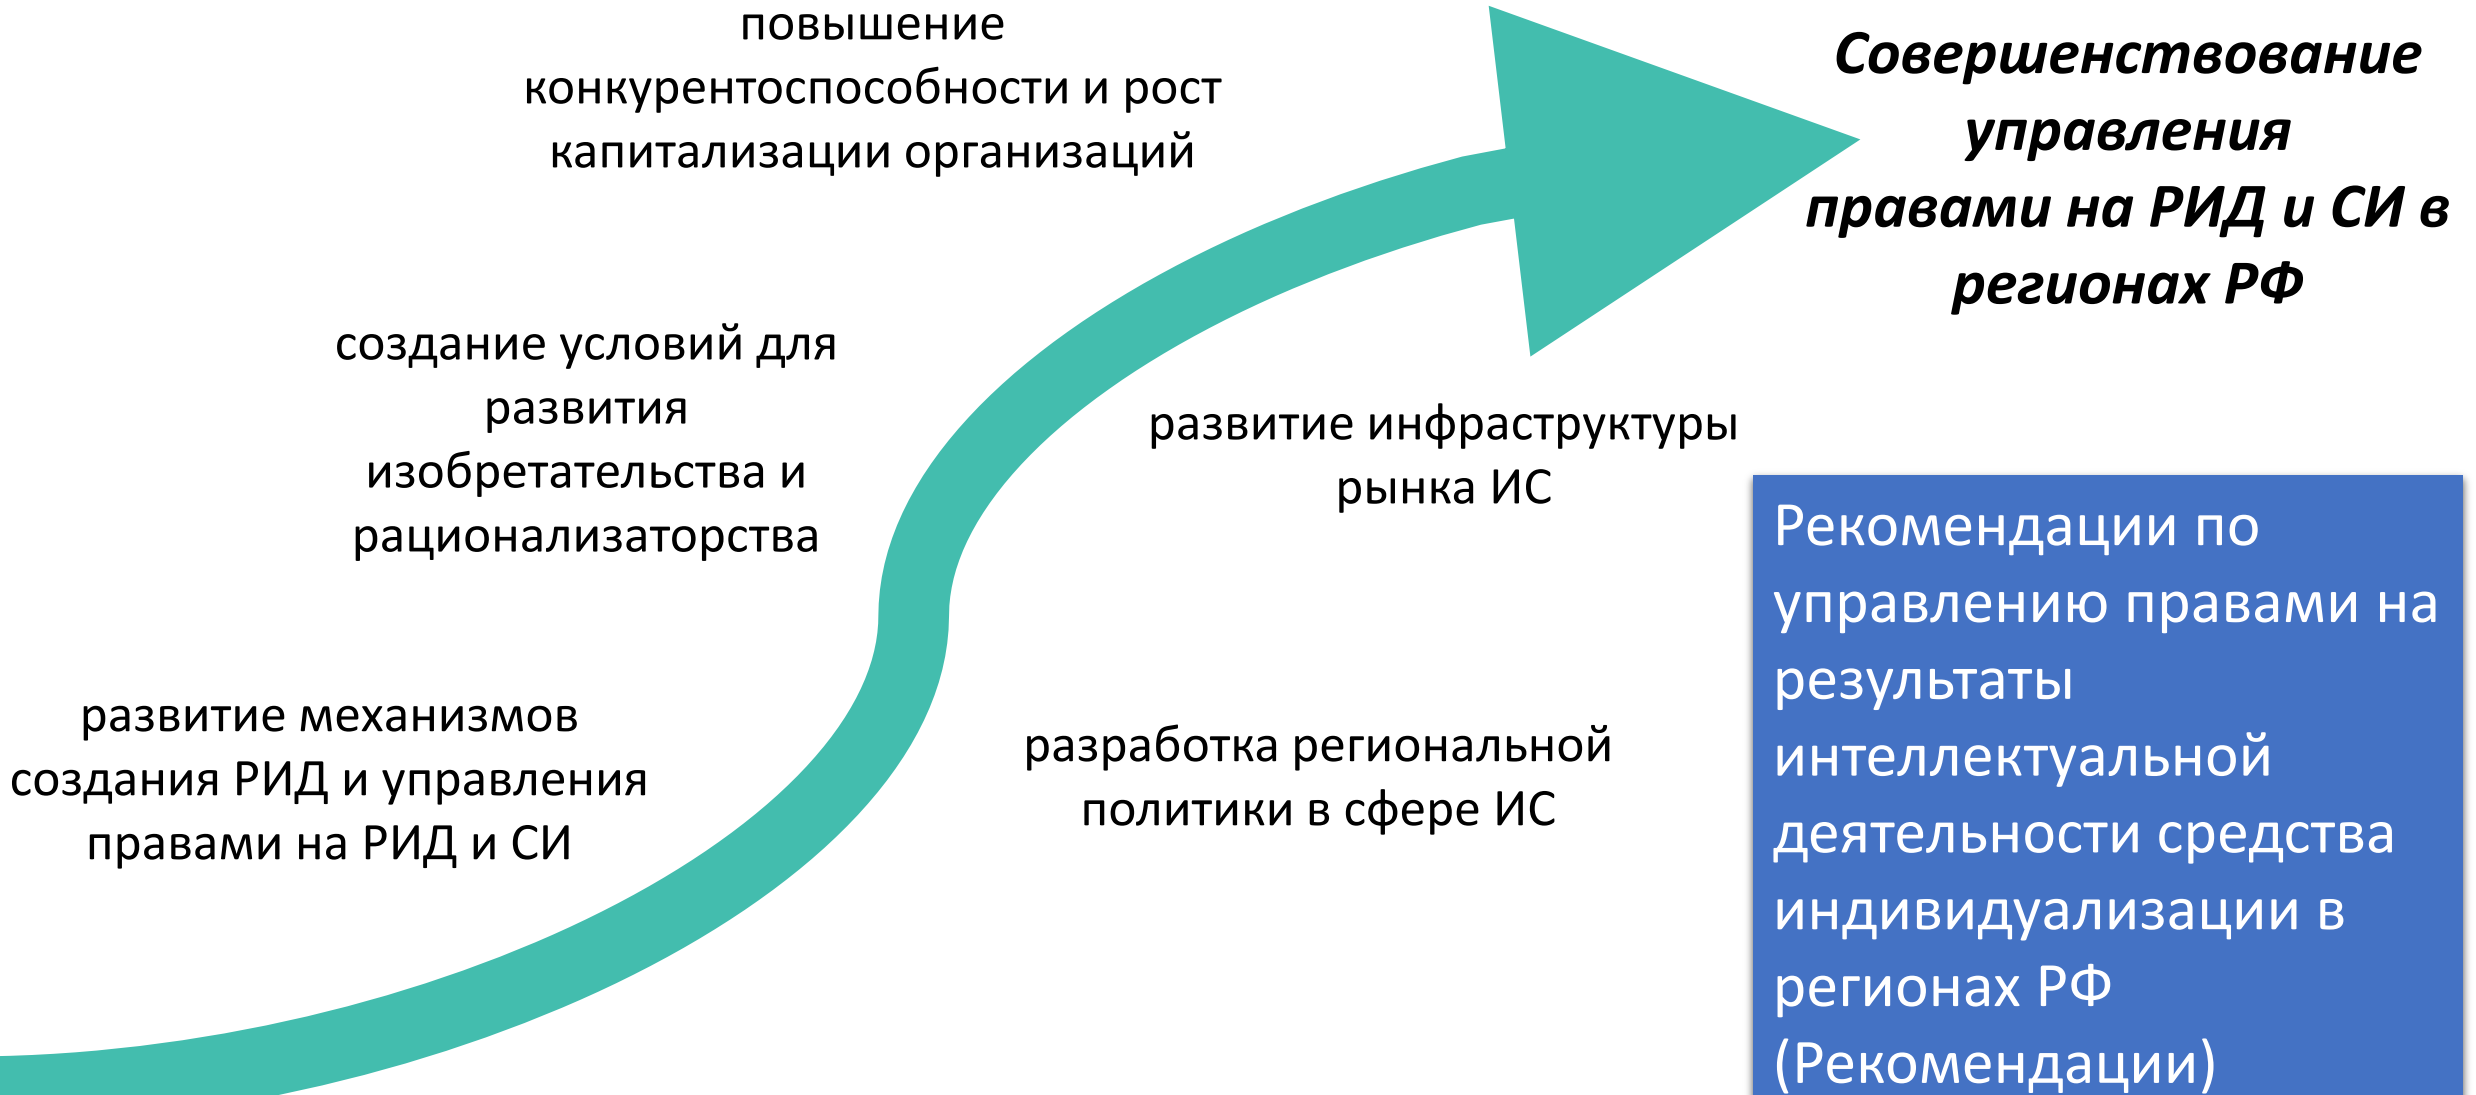 повышение
конкурентоспособности и рост
капитализации организаций
Совершенствование
управления
правами на РИД и СИ в
регионах РФ
создание условий для
развития
изобретательства и
рационализаторства
развитие инфраструктуры
рынка ИС
развитие механизмов
создания РИД и управления
правами на РИД и СИ
разработка региональной
политики в сфере ИС
Рекомендации по
управлению правами на
результаты
интеллектуальной
деятельности средства
индивидуализации в
регионах РФ
(Рекомендации)